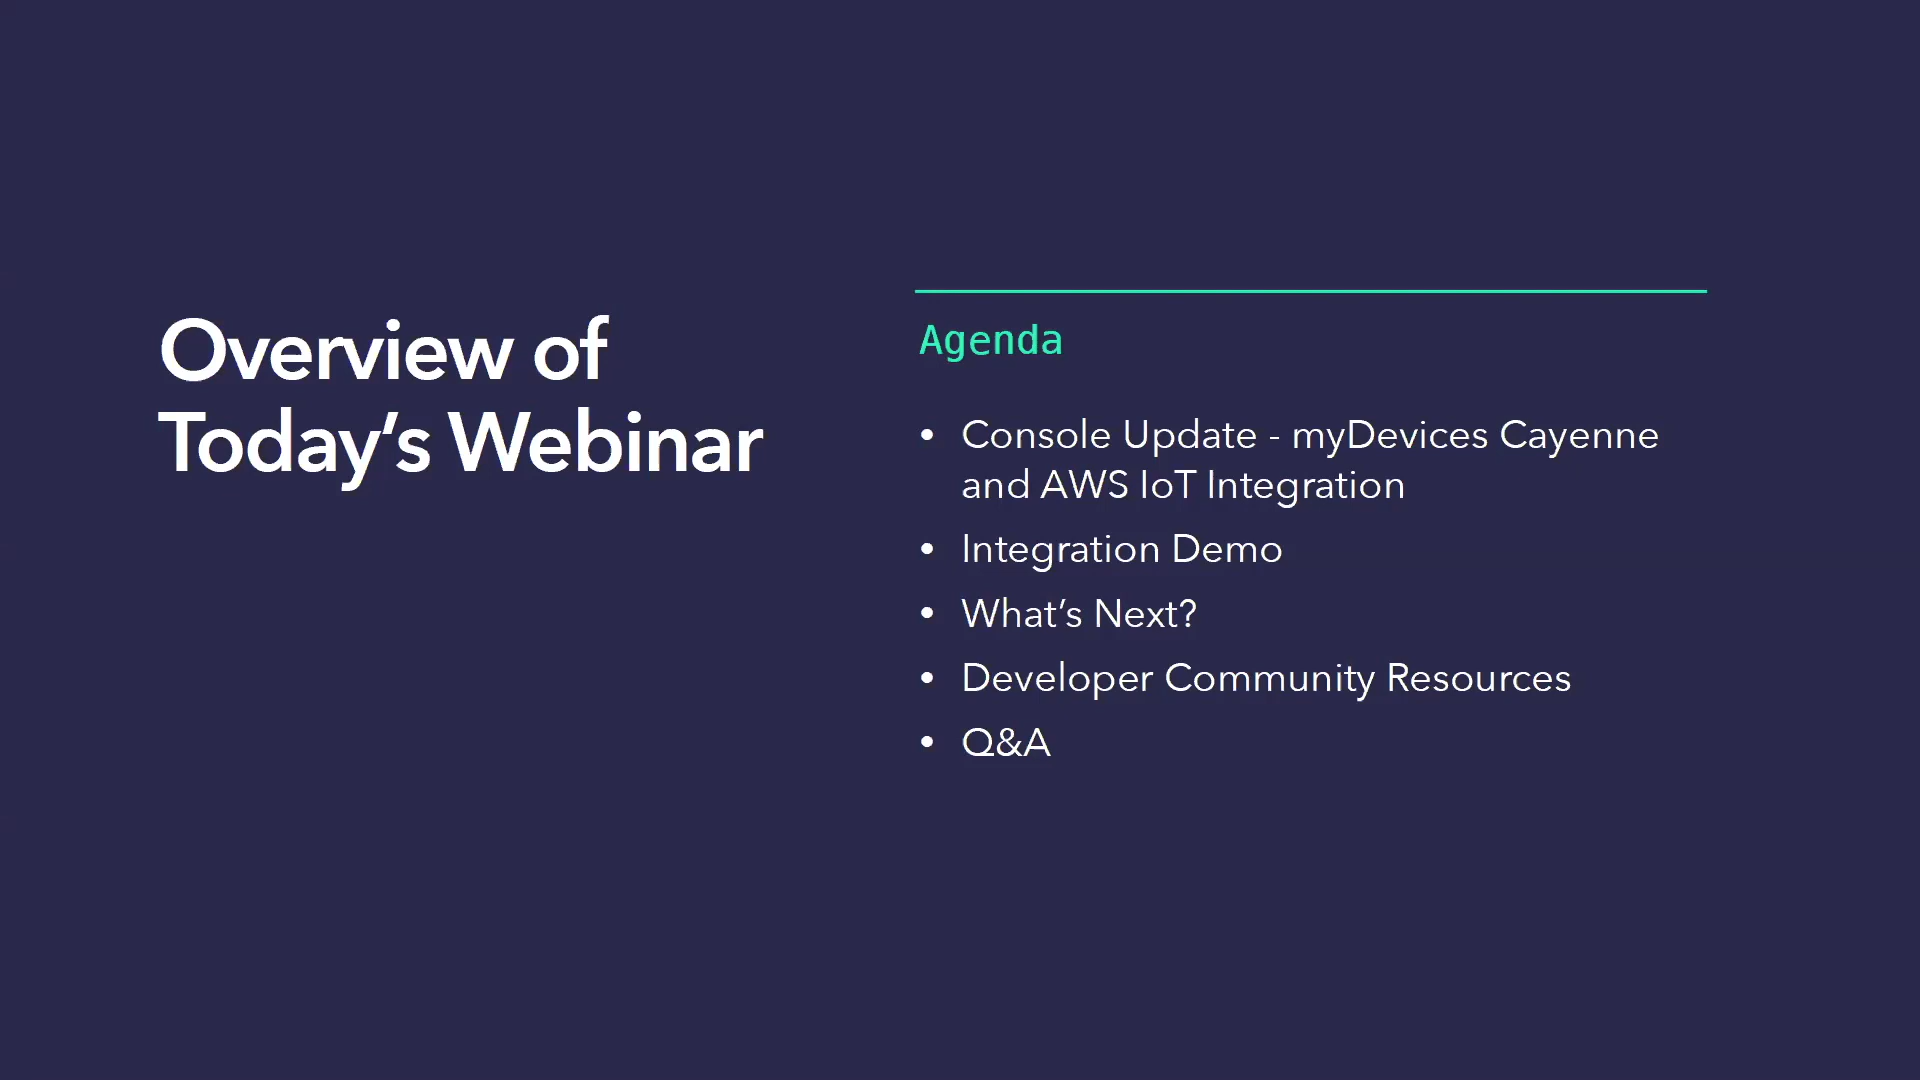 Overview of
Today’s Webinar
Agenda
• Console Update - myDevices Cayenne
and AWS IoT Integration
• Integration Demo
• What’s Next?
• Developer Community Resources
• Q&A